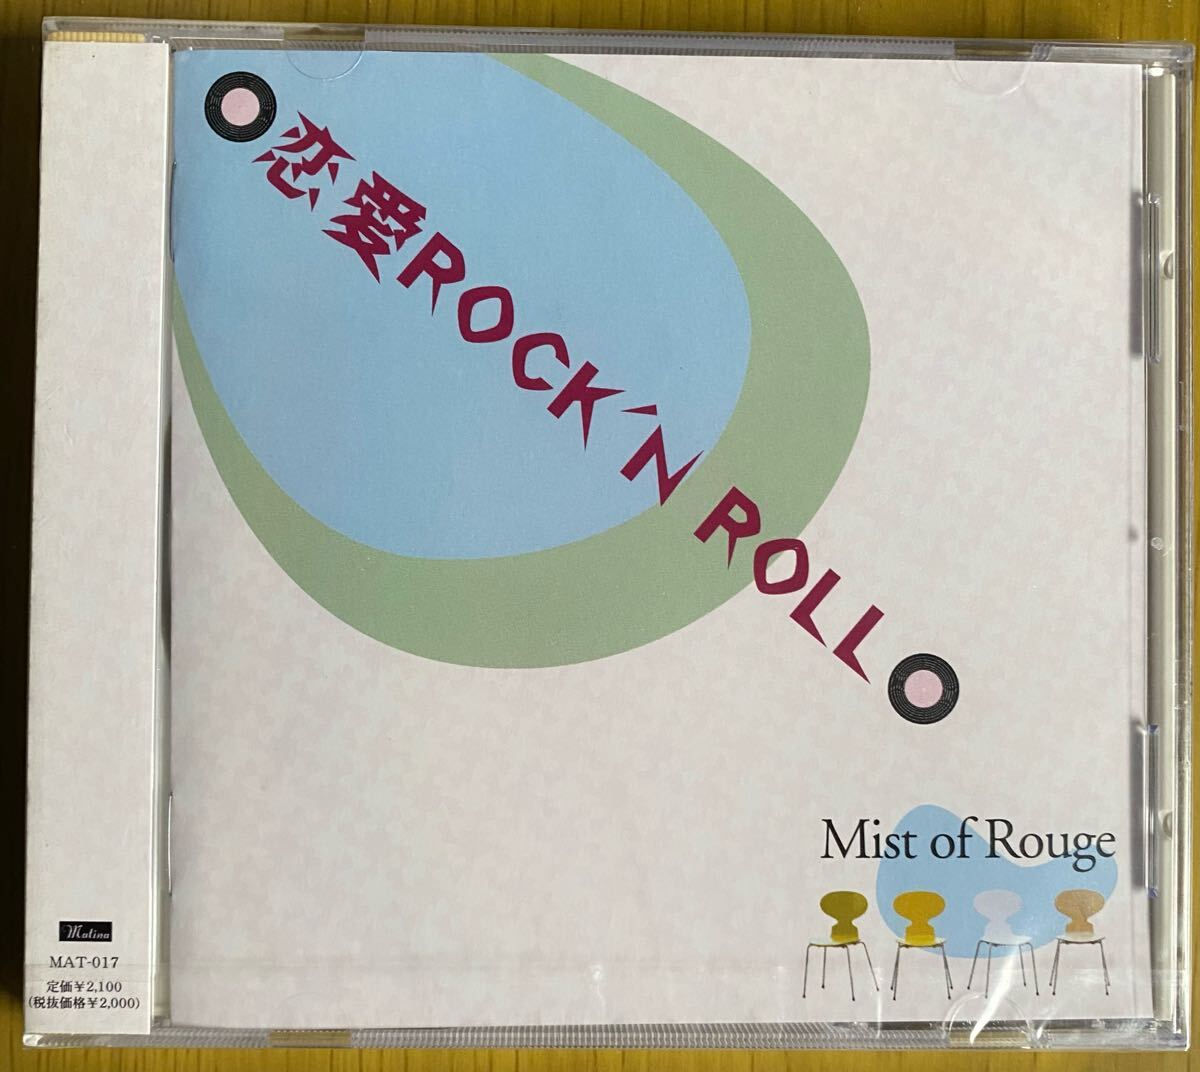 恋愛ROCK'N ROLL
Mist of Rouge
Matina
MAT-017
定価￥2,100
(税抜価格￥2,000)